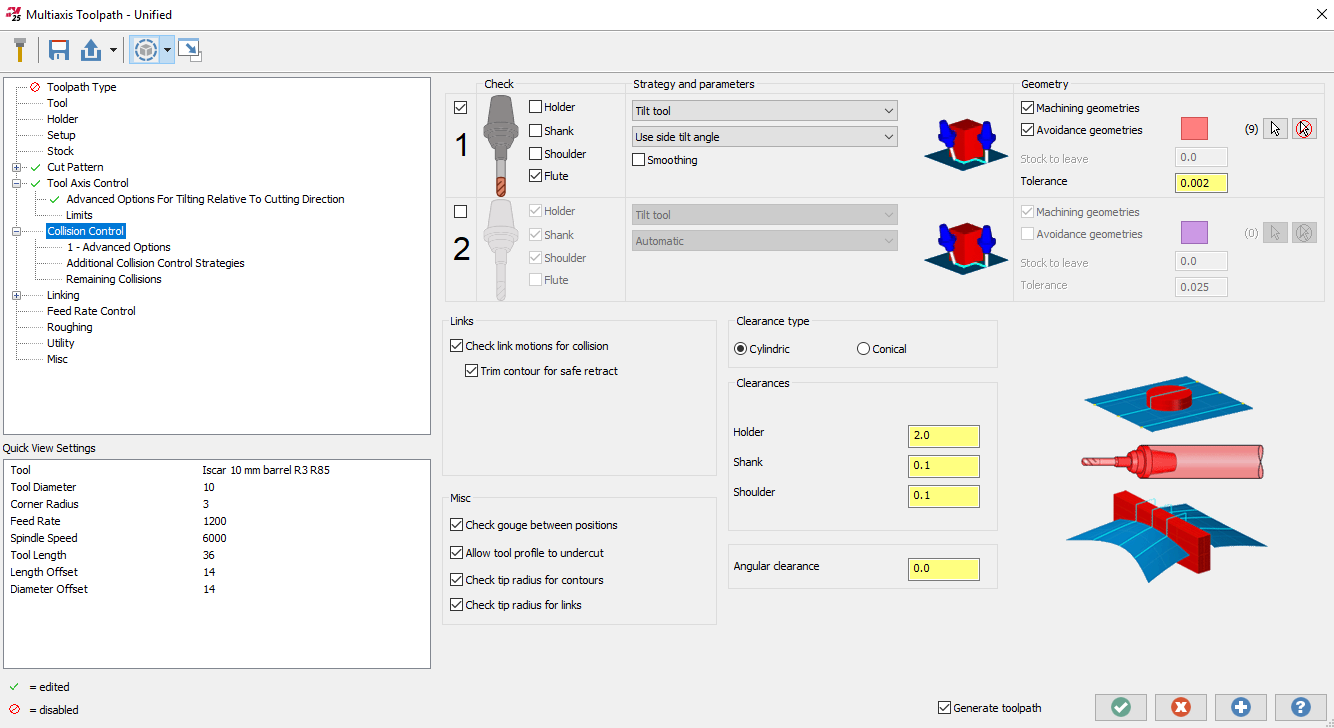 25 Multiaxis Toolpath - Unified
Toolpath Type
Tool
Holder
Setup
Stock
Cut Pattern
Tool Axis Control
Advanced Options For Tilting Relative To Cutting Direction
Limits
Collision Control
1 - Advanced Options
Additional Collision Control Strategies
Remaining Collisions
Linking
Feed Rate Control
Roughing
Utility
Misc
Quick View Settings
Tool Iscar 10 mm barrel R3 R85
Tool Diameter 10
Corner Radius 3
Feed Rate 1200
Spindle Speed 6000
Tool Length 36
Length Offset 14
Diameter Offset 14
= edited
= disabled
Check Strategy and parameters Geometry
1
Holder
Shank
Shoulder
Flute
Tilt tool
Use side tilt angle
Smoothing
Machining geometries
Avoidance geometries (9)
Stock to leave 0.0
Tolerance 0.002
2
Holder
Shank
Shoulder
Flute
Tilt tool
Automatic
Machining geometries
Avoidance geometries (0)
Stock to leave 0.0
Tolerance 0.025
Links
Check link motions for collision
Trim contour for safe retract
Misc
Check gouge between positions
Allow tool profile to undercut
Check tip radius for contours
Check tip radius for links
Clearance type
Cylindric Conical
Clearances
Holder 2.0
Shank 0.1
Shoulder 0.1
Angular clearance 0.0
Generate toolpath